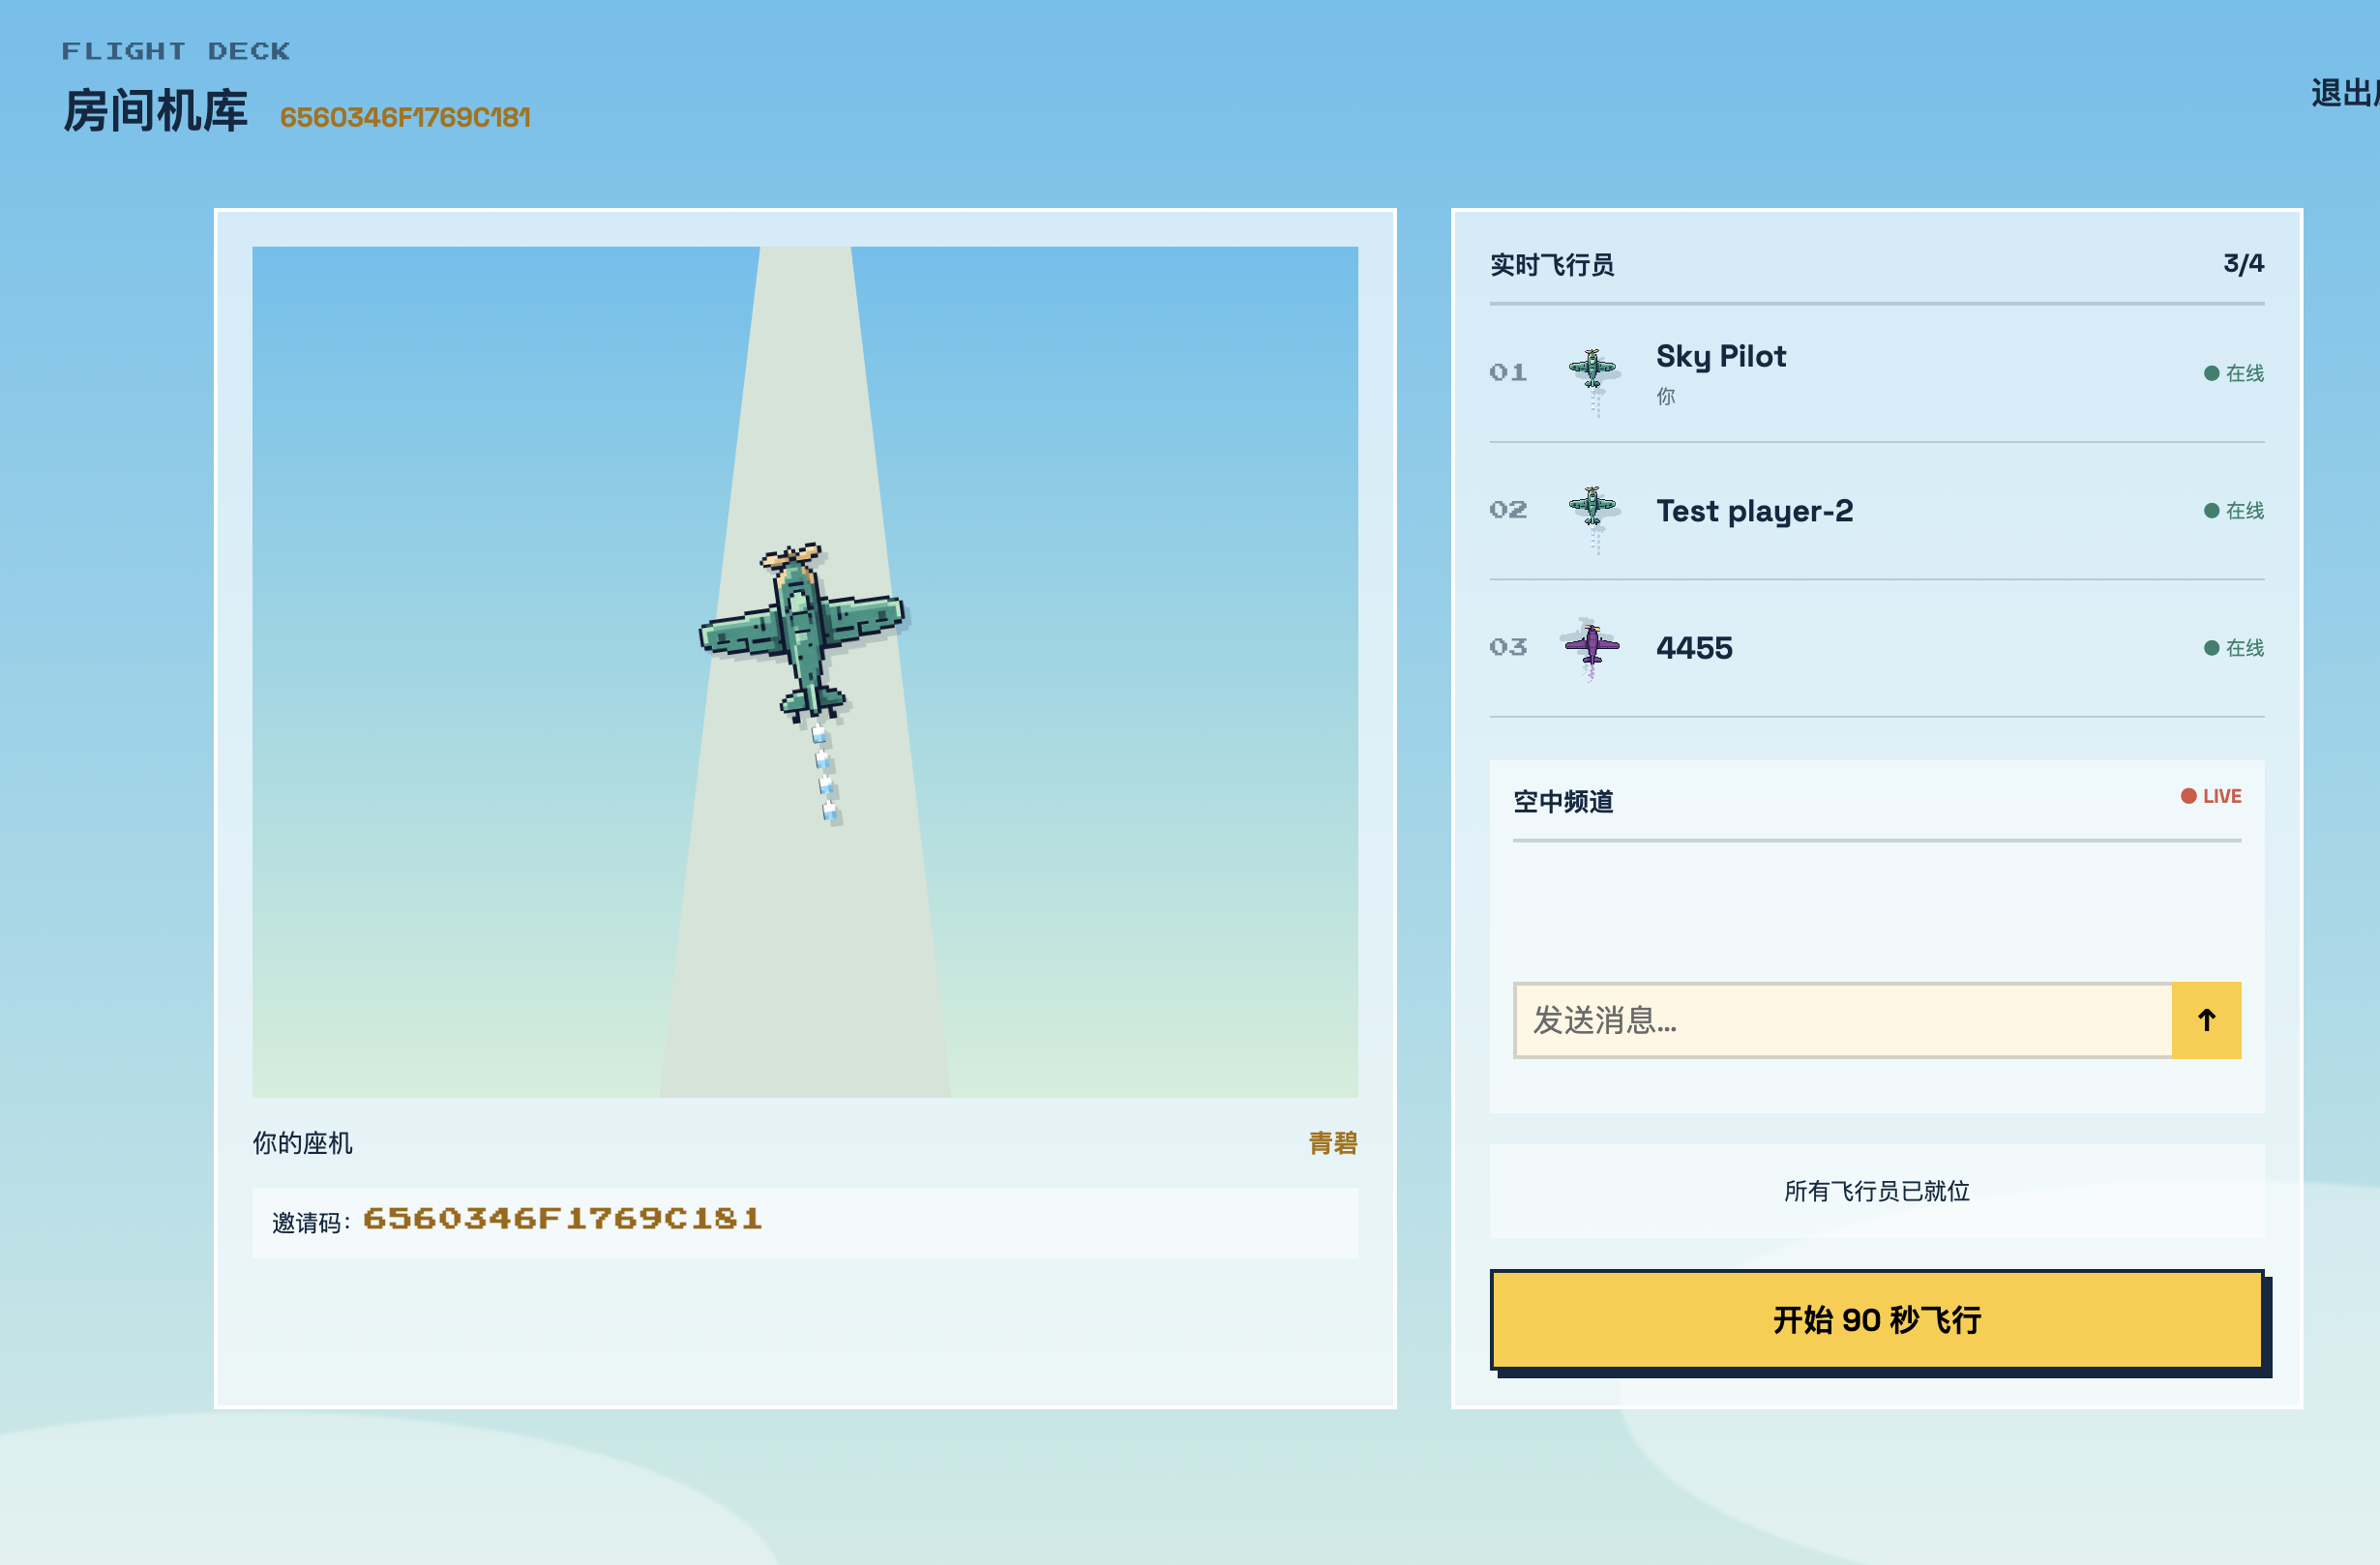 FLIGHT DECK
房间机库 6560346F1769C181
退出
你的座机 青碧
邀请码: 6560346F1769C181
实时飞行员 3/4
01 Sky Pilot 在线
你
02 Test player-2 在线
03 4455 在线
空中频道 LIVE
发送消息... ↑
所有飞行员已就位
开始 90 秒飞行